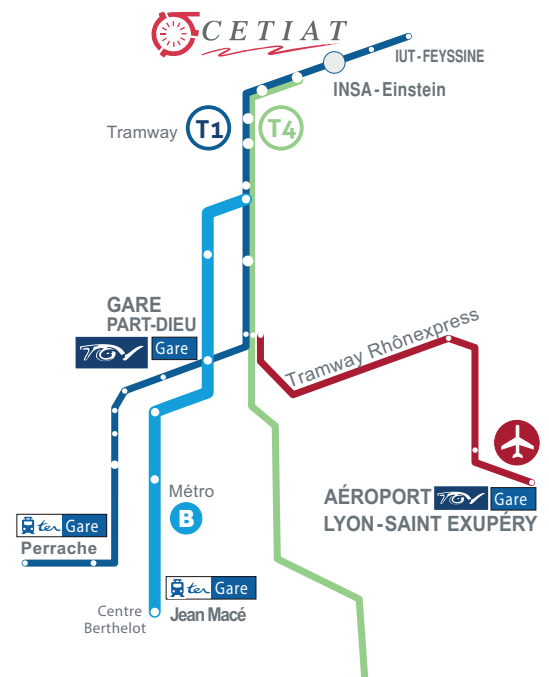 CETIAT
IUT-FEYSSINE
INSA-Einstein
Tramway T1 T4
GARE
PART-DIEU
TGV Gare
Tramway Rhônexpress
AÉROPORT TGV Gare
LYON-SAINT EXUPÉRY
Métro
B
ter Gare
Perrache
ter Gare
Centre
Berthelot
Jean Macé